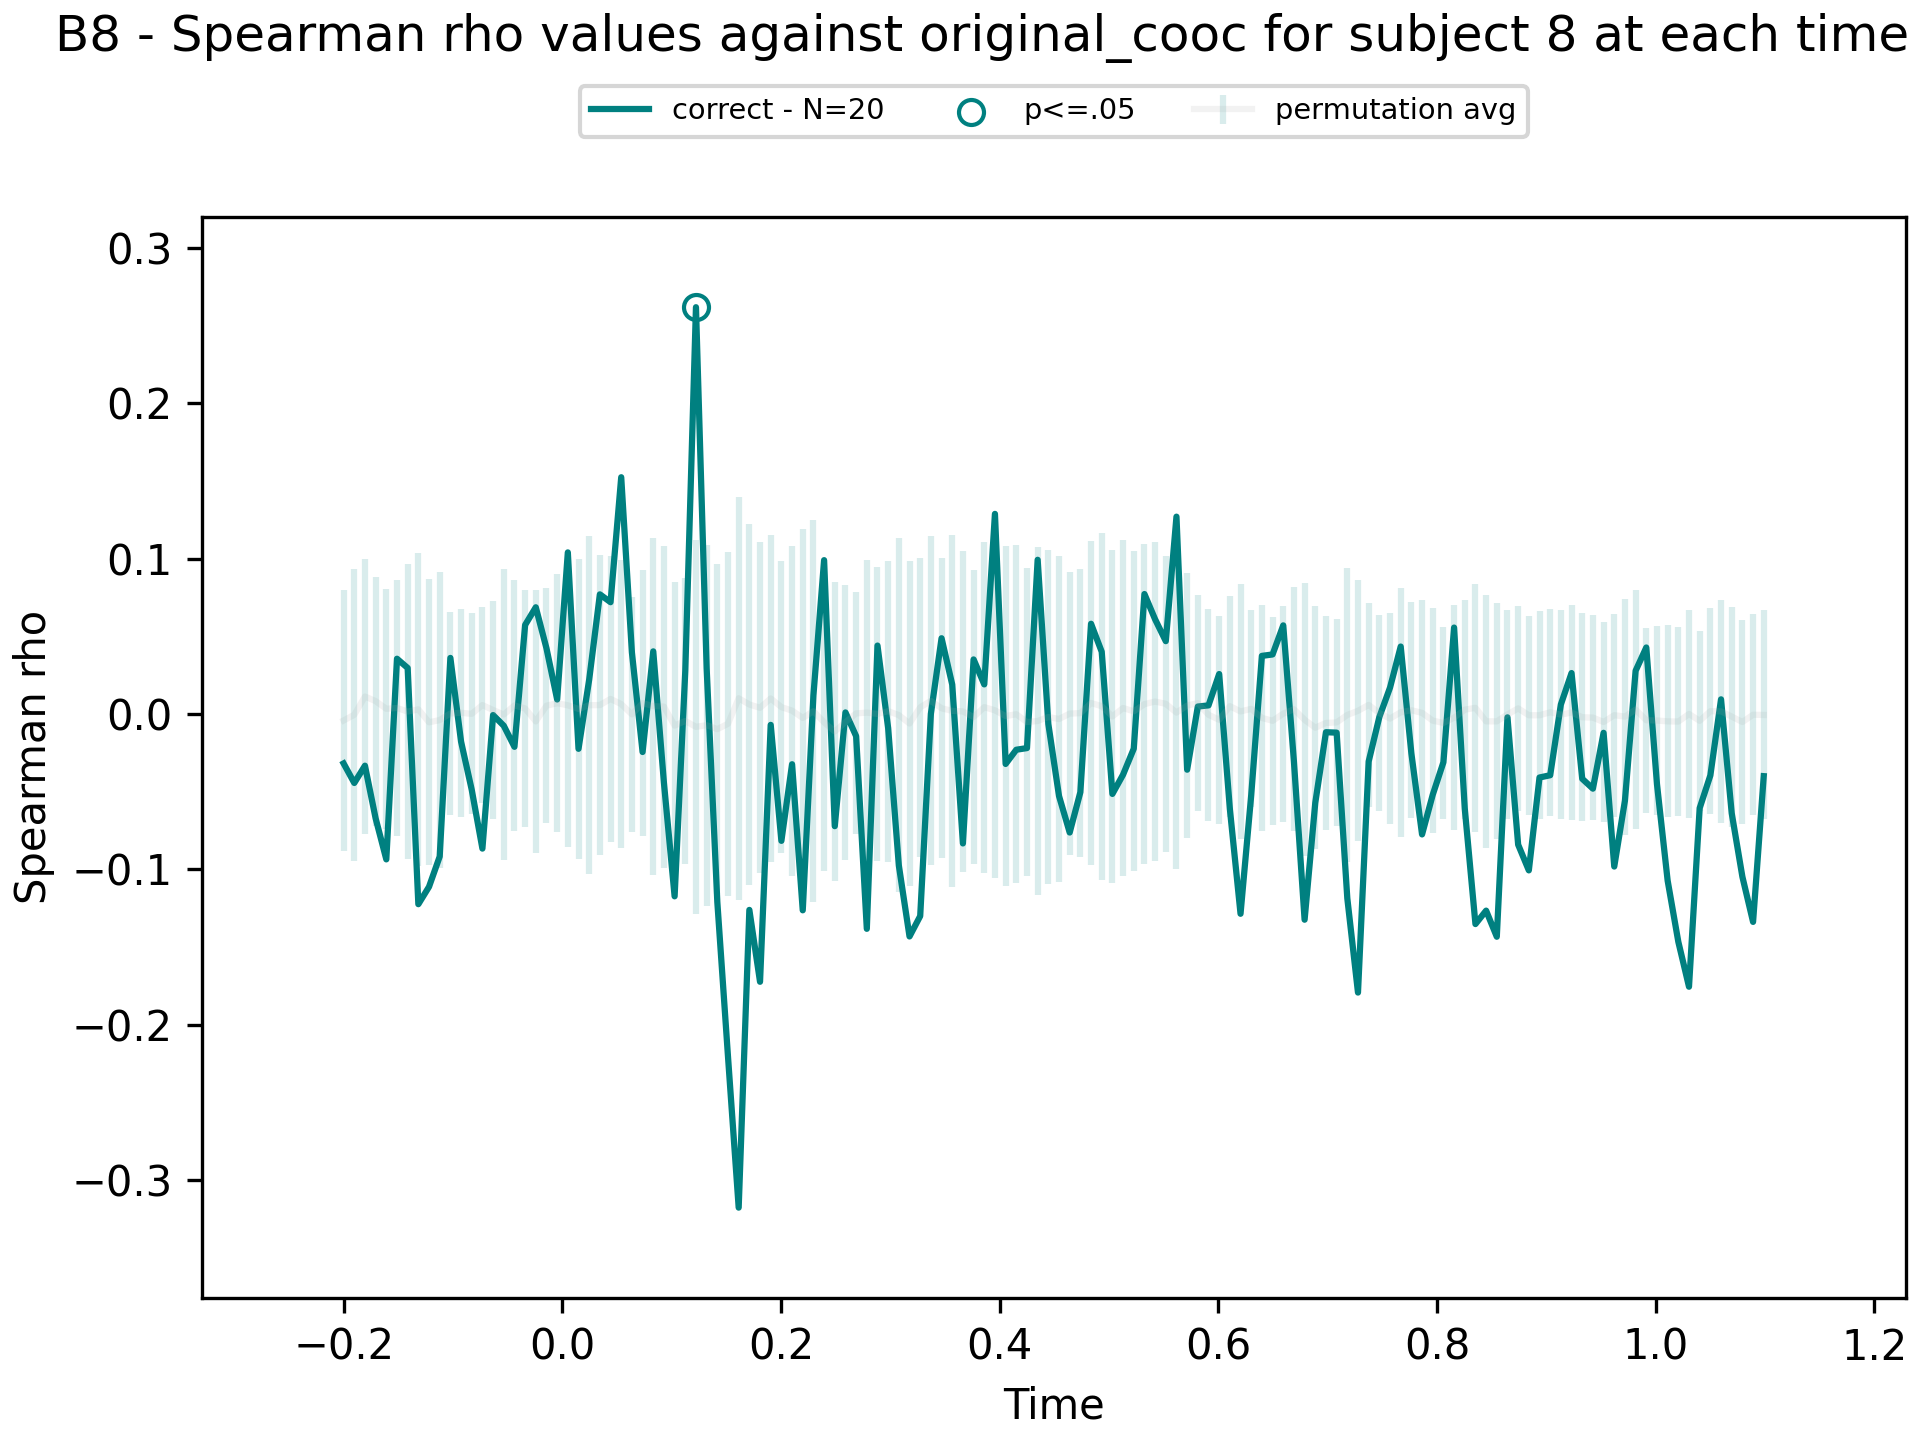 B8 - Spearman rho values against original_cooc for subject 8 at each time
correct - N=20 p<=.05 permutation avg
0.3
0.2
0.1
0.0
−0.1
−0.2
−0.3
Spearman rho
−0.2 0.0 0.2 0.4 0.6 0.8 1.0 1.2
Time